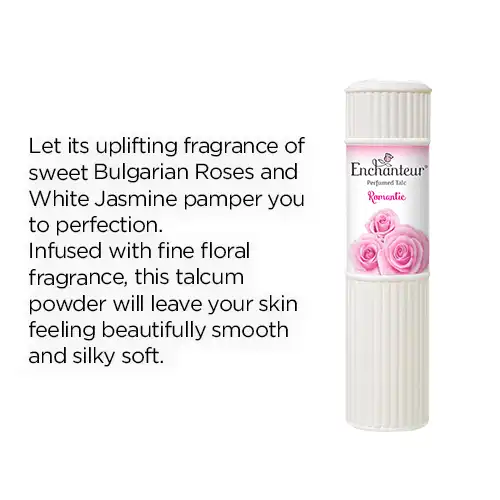 Let its uplifting fragrance of
sweet Bulgarian Roses and
White Jasmine pamper you
to perfection.
Infused with fine floral
fragrance, this talcum
powder will leave your skin
feeling beautifully smooth
and silky soft.
Enchanteur™
Perfumed Talc
Romantic